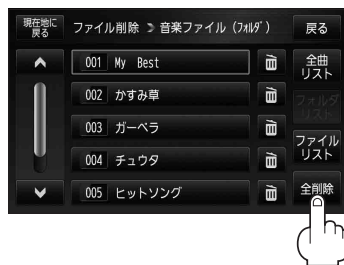 現在地に
戻る
ファイル削除 > 音楽ファイル（フォルダ）
戻る
001 My Best
002 かすみ草
003 ガーベラ
004 チュウタ
005 ヒットソング
全曲
リスト
フォルダ
リスト
ファイル
リスト
全削除